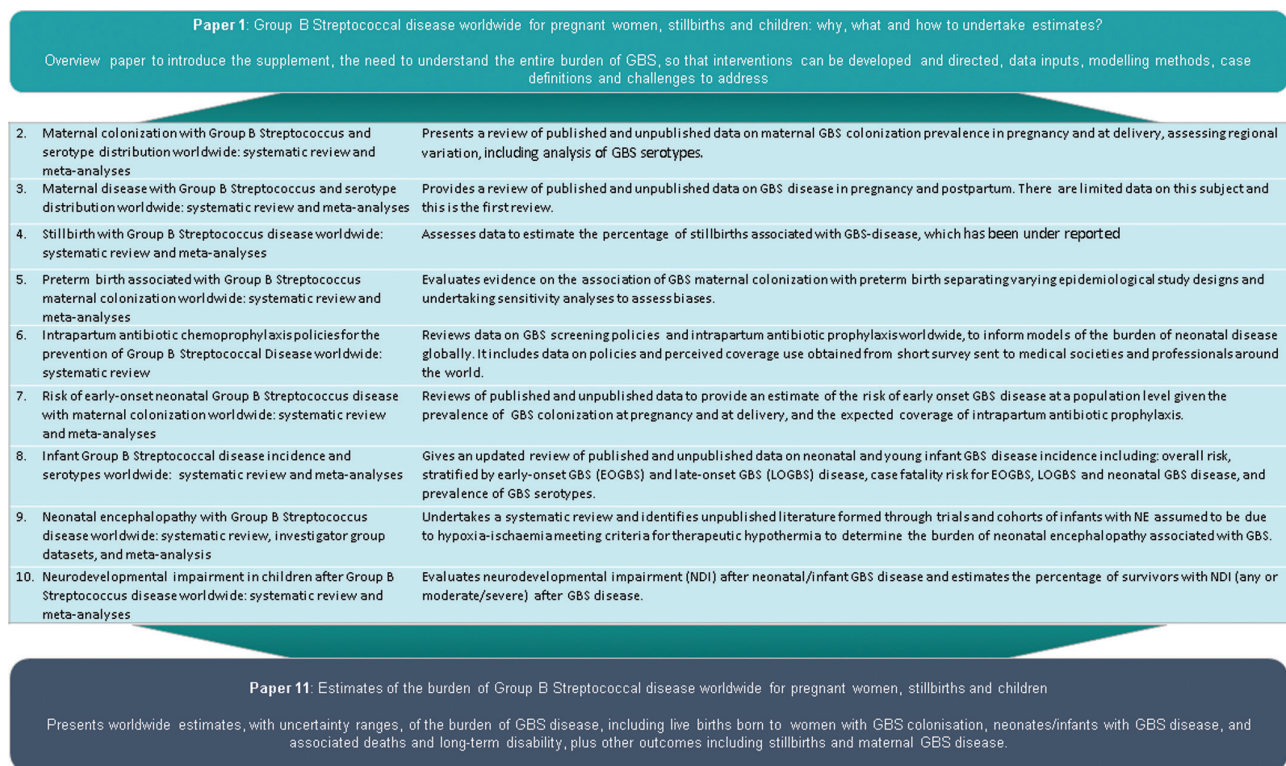 Paper 1: Group B Streptococcal disease worldwide for pregnant women, stillbirths and children: why, what and how to undertake estimates?
Overview paper to introduce the supplement, the need to understand the entire burden of GBS, so that interventions can be developed and directed, data inputs, modelling methods, case
definitions and challenges to address
2. Maternal colonization with Group B Streptococcus and
serotype distribution worldwide: systematic review and
meta-analyses
Presents a review of published and unpublished data on maternal GBS colonization prevalence in pregnancy and at delivery, assessing regional
variation, including analysis of GBS serotypes.
3. Maternal disease with Group B Streptococcus and serotype
distribution worldwide: systematic review and meta-analyses
Provides a review of published and unpublished data on GBS disease in pregnancy and postpartum. There are limited data on this subject and
this is the first review.
4. Stillbirth with Group B Streptococcus disease worldwide:
systematic review and meta-analyses
Assesses data to estimate the percentage of stillbirths associated with GBS-disease, which has been under reported
5. Preterm birth associated with Group B Streptococcus
maternal colonization worldwide: systematic review and
meta-analyses
Evaluates evidence on the association of GBS maternal colonization with preterm birth separating varying epidemiological study designs and
undertaking sensitivity analyses to assess biases.
6. Intrapartum antibiotic chemoprophylaxis policies for the
prevention of Group B Streptococcal Disease worldwide:
systematic review
Reviews data on GBS screening policies and intrapartum antibiotic prophylaxis worldwide, to inform models of the burden of neonatal disease
globally. It includes data on policies and perceived coverage use obtained from short survey sent to medical societies and professionals around
the world.
7. Risk of early-onset neonatal Group B Streptococcus disease
with maternal colonization worldwide: systematic review
and meta-analyses
Reviews of published and unpublished data to provide an estimate of the risk of early onset GBS disease at a population level given the
prevalence of GBS colonization at pregnancy and at delivery, and the expected coverage of intrapartum antibiotic prophylaxis.
8. Infant Group B Streptococcal disease incidence and
serotypes worldwide: systematic review and meta-analyses
Gives an updated review of published and unpublished data on neonatal and young infant GBS disease incidence including: overall risk,
stratified by early-onset GBS (EOGBS) and late-onset GBS (LOGBS) disease, case fatality risk for EOGBS, LOGBS and neonatal GBS disease, and
prevalence of GBS serotypes.
9. Neonatal encephalopathy with Group B Streptococcus
disease worldwide: systematic review, investigator group
datasets, and meta-analysis
Undertakes a systematic review and identifies unpublished literature formed through trials and cohorts of infants with NE assumed to be due
to hypoxia-ischaemia meeting criteria for therapeutic hypothermia to determine the burden of neonatal encephalopathy associated with GBS.
10. Neurodevelopmental impairment in children after Group B
Streptococcus disease worldwide: systematic review and
meta-analyses
Evaluates neurodevelopmental impairment (NDI) after neonatal/infant GBS disease and estimates the percentage of survivors with NDI (any or
moderate/severe) after GBS disease.
Paper 11: Estimates of the burden of Group B Streptococcal disease worldwide for pregnant women, stillbirths and children
Presents worldwide estimates, with uncertainty ranges, of the burden of GBS disease, including live births born to women with GBS colonisation, neonates/infants with GBS disease, and
associated deaths and long-term disability, plus other outcomes including stillbirths and maternal GBS disease.